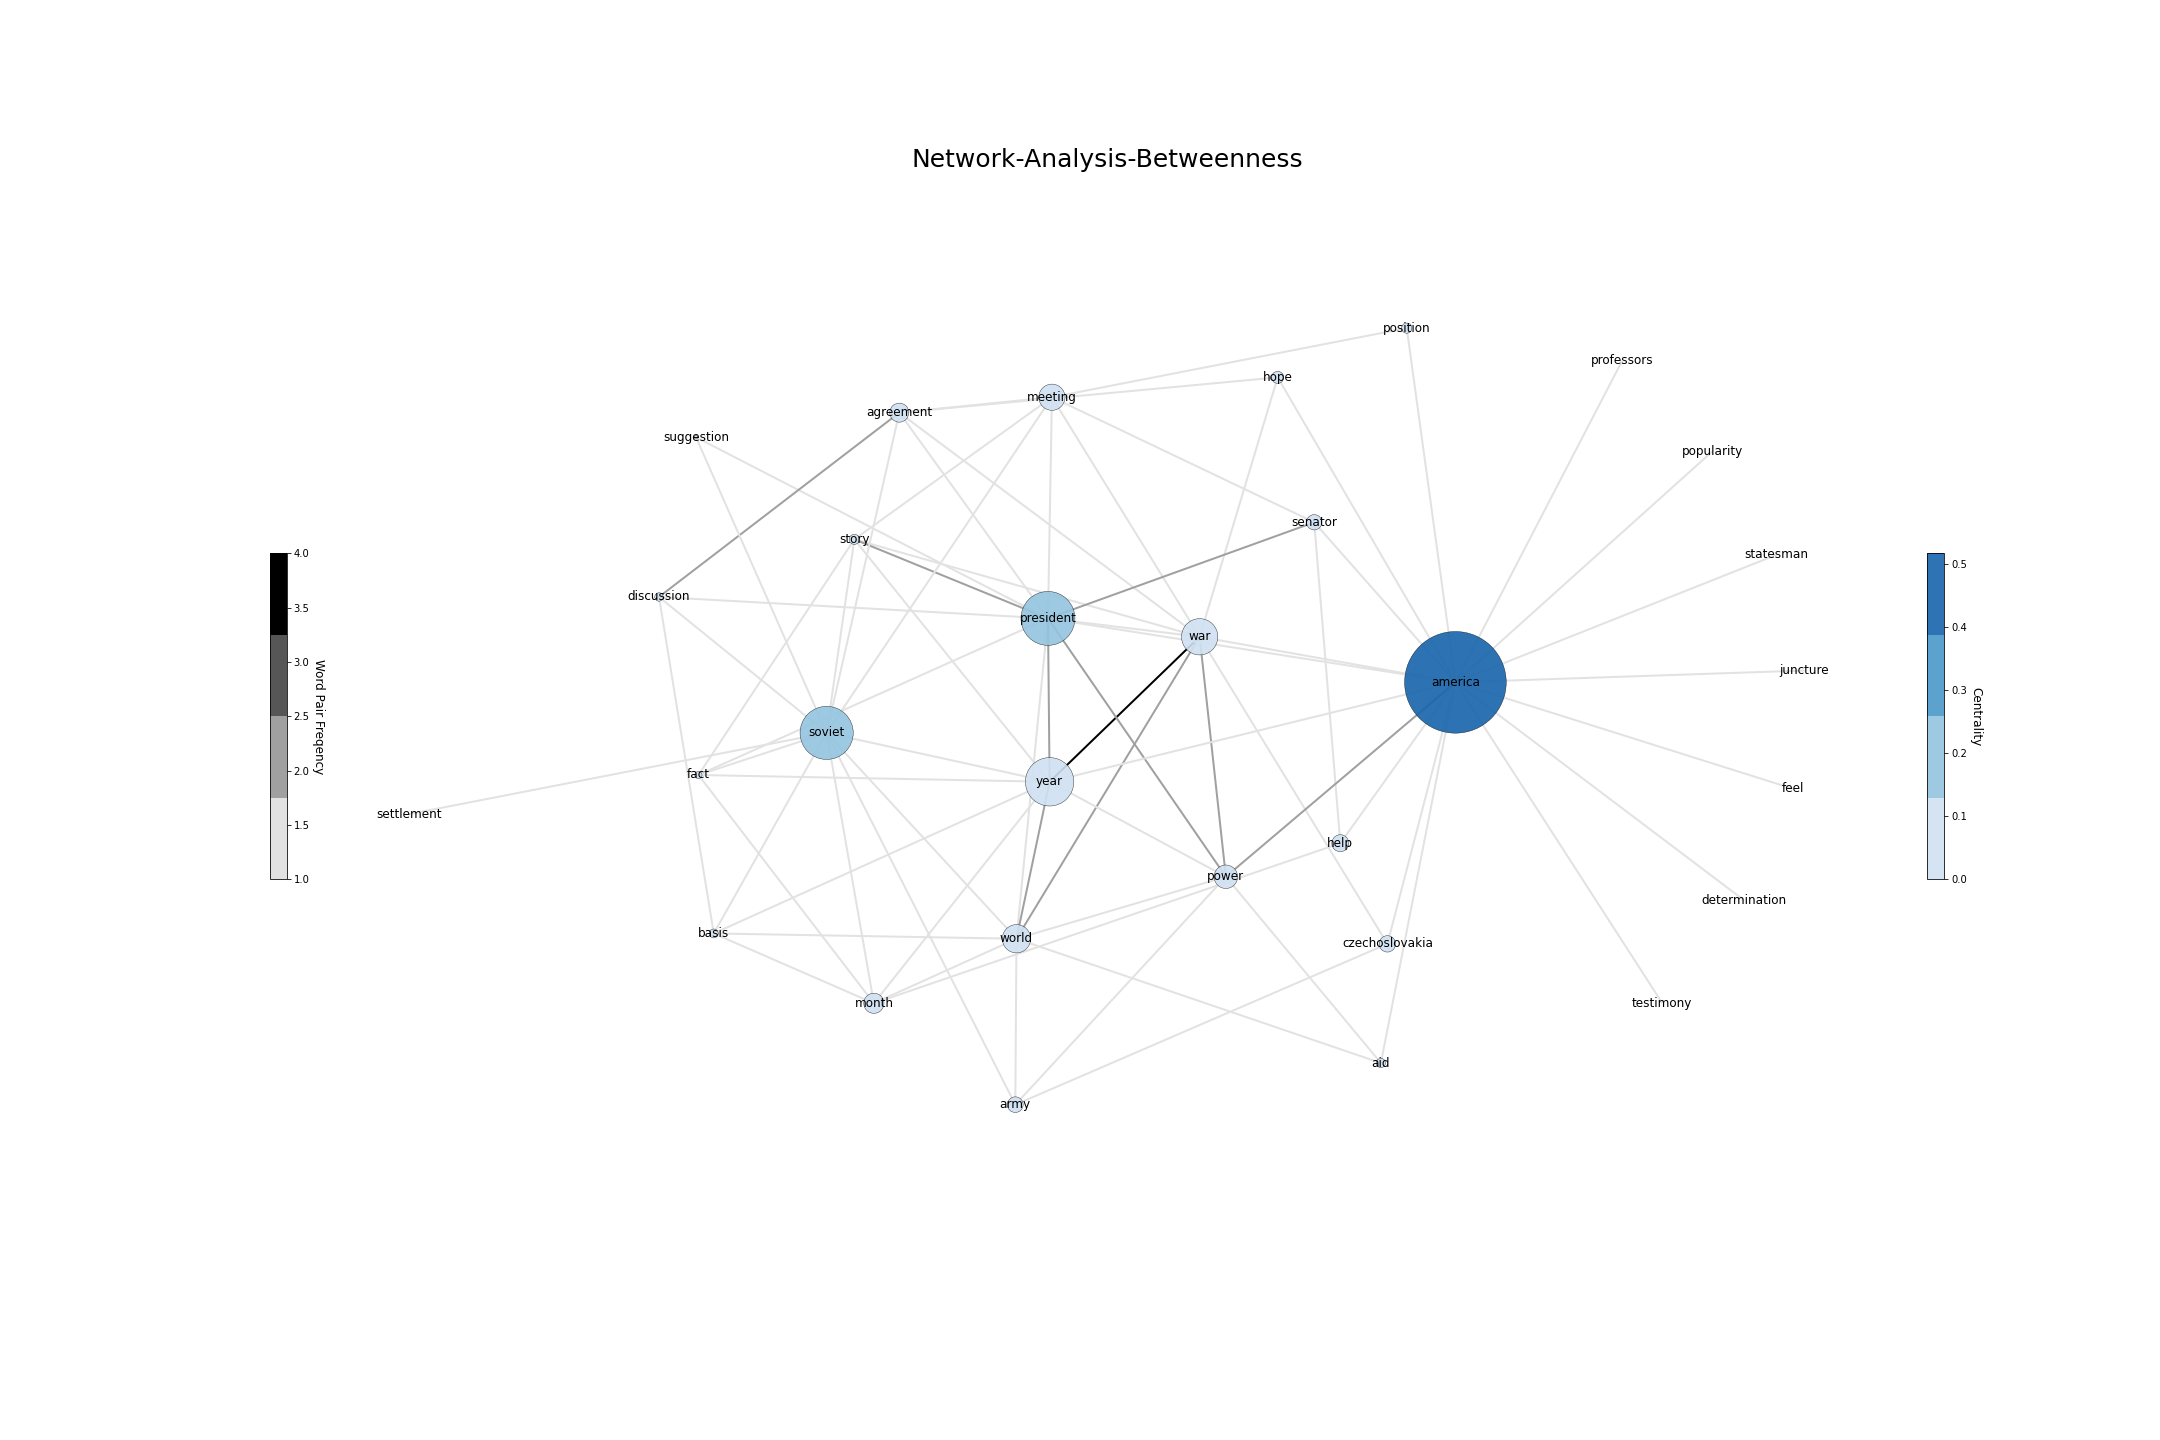 Network-Analysis-Betweenness
position
professors
hope
meeting
agreement
suggestion
popularity
senator
story
statesman
4.0
3.5
3.0
2.5
2.0
1.5
1.0
Word Pair Freqency
discussion
president
war
america
juncture
soviet
fact
year
feel
settlement
help
power
determination
basis
world
czechoslovakia
month
testimony
aid
army
0.5
0.4
0.3
0.2
0.1
0.0
Centrality